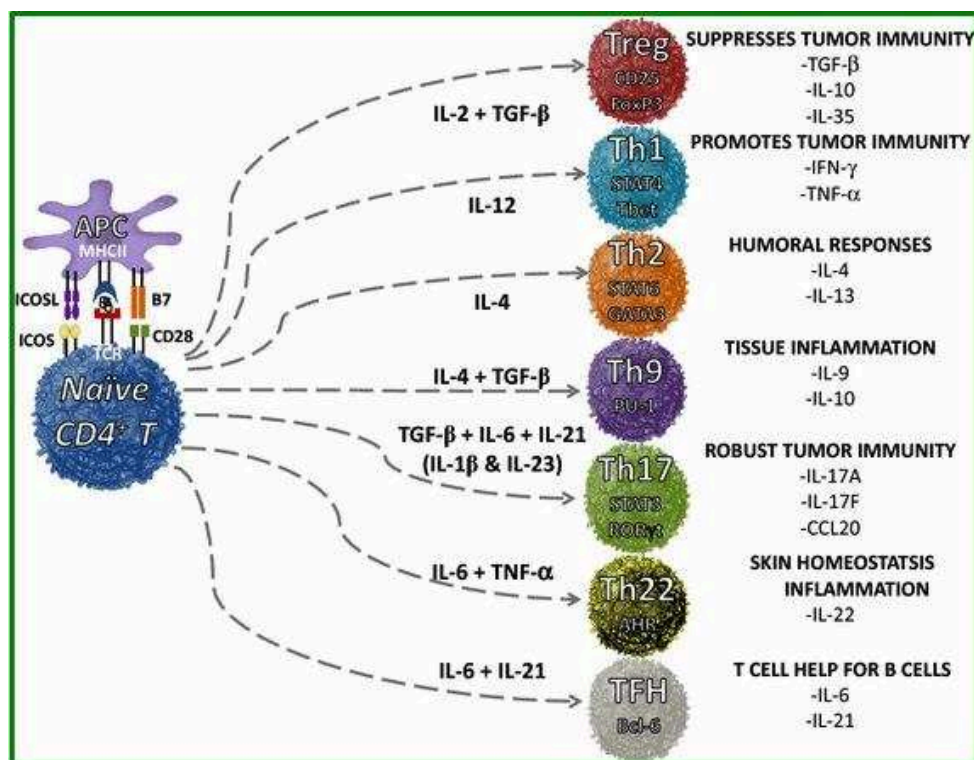 Treg
CD25
FoxP3
SUPPRESSES TUMOR IMMUNITY
-TGF-β
-IL-10
-IL-35
IL-2 + TGF-β
Th1
STAT4
Tbet
PROMOTES TUMOR IMMUNITY
-IFN-γ
-TNF-α
IL-12
APC
MHCII
ICOSL
B7
ICOS
CD28
TCR
Naïve
CD4⁺ T
Th2
STAT6
GATA3
HUMORAL RESPONSES
-IL-4
-IL-13
IL-4
Th9
PU-1
TISSUE INFLAMMATION
-IL-9
-IL-10
IL-4 + TGF-β
TGF-β + IL-6 + IL-21
(IL-1β & IL-23)
Th17
STAT3
RORγt
ROBUST TUMOR IMMUNITY
-IL-17A
-IL-17F
-CCL20
IL-6 + TNF-α
Th22
AHR
SKIN HOMEOSTATSIS
INFLAMMATION
-IL-22
IL-6 + IL-21
TFH
Bcl-6
T CELL HELP FOR B CELLS
-IL-6
-IL-21